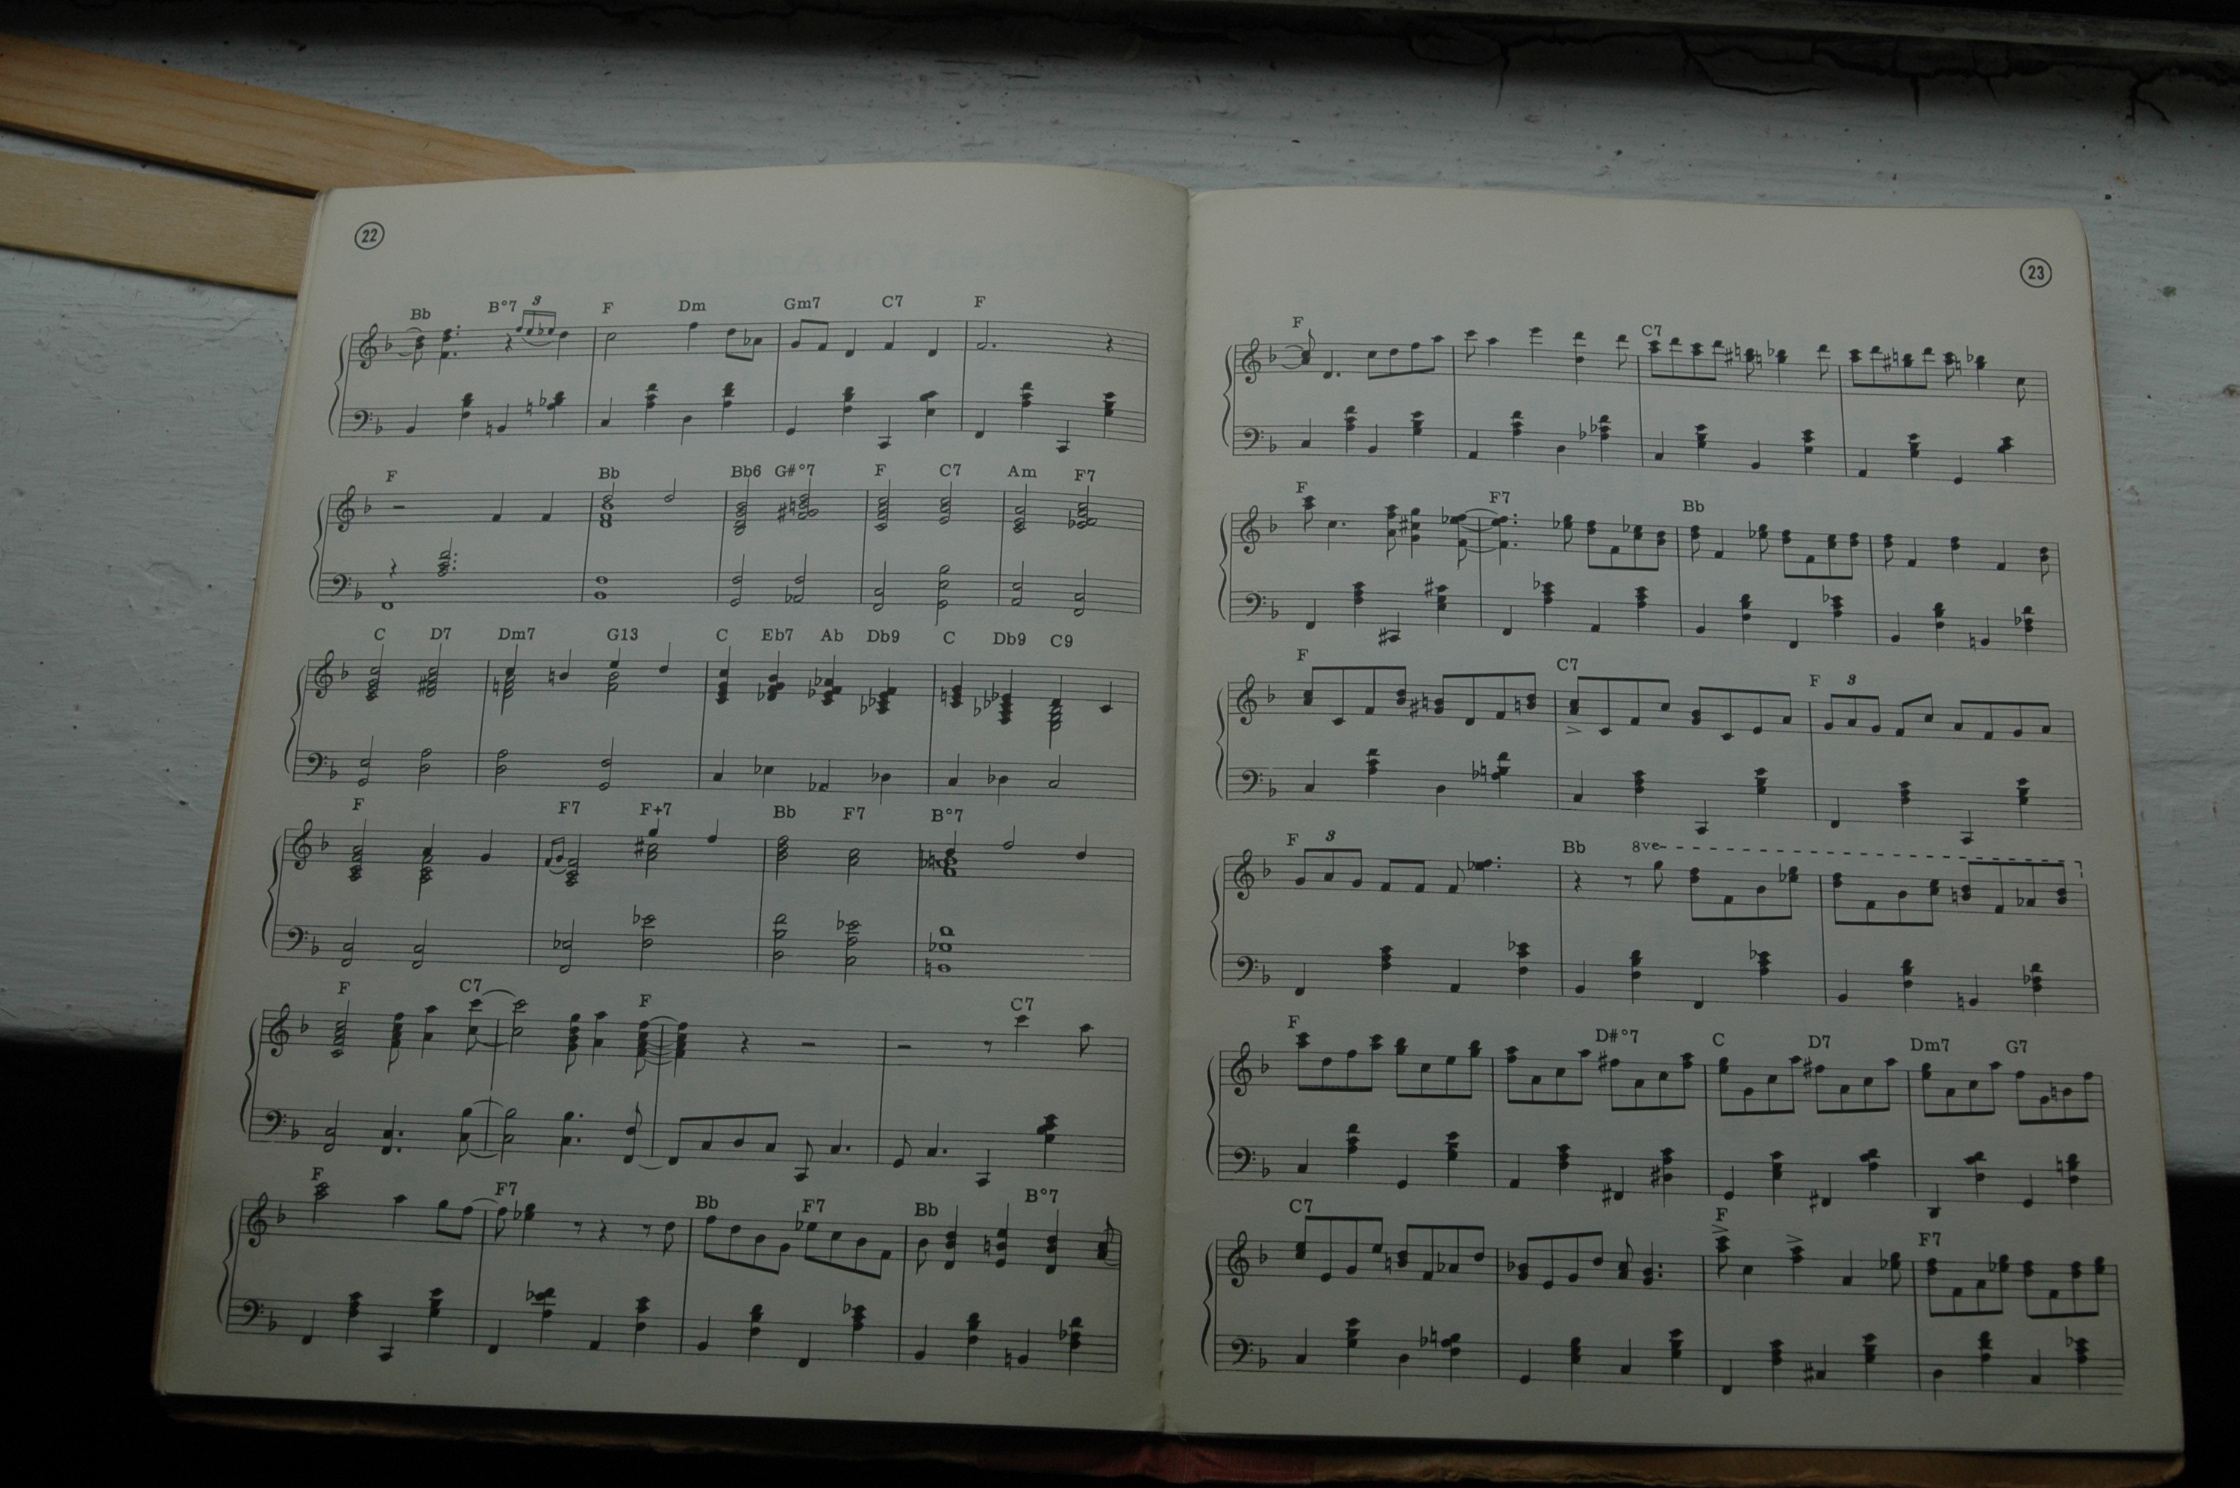 22
Bb B°7 3 F Dm Gm7 C7 F
F Bb Bb6 G#°7 F C7 Am F7
C D7 Dm7 G13 C Eb7 Ab Db9 C Db9 C9
F F7 F+7 Bb F7 B°7
F C7 F C7
F F7 Bb F7 Bb B°7
23
F C7
F F7 Bb
F C7 F 3
F 3 Bb 8ve
F D#°7 C D7 Dm7 G7
C7 F F7